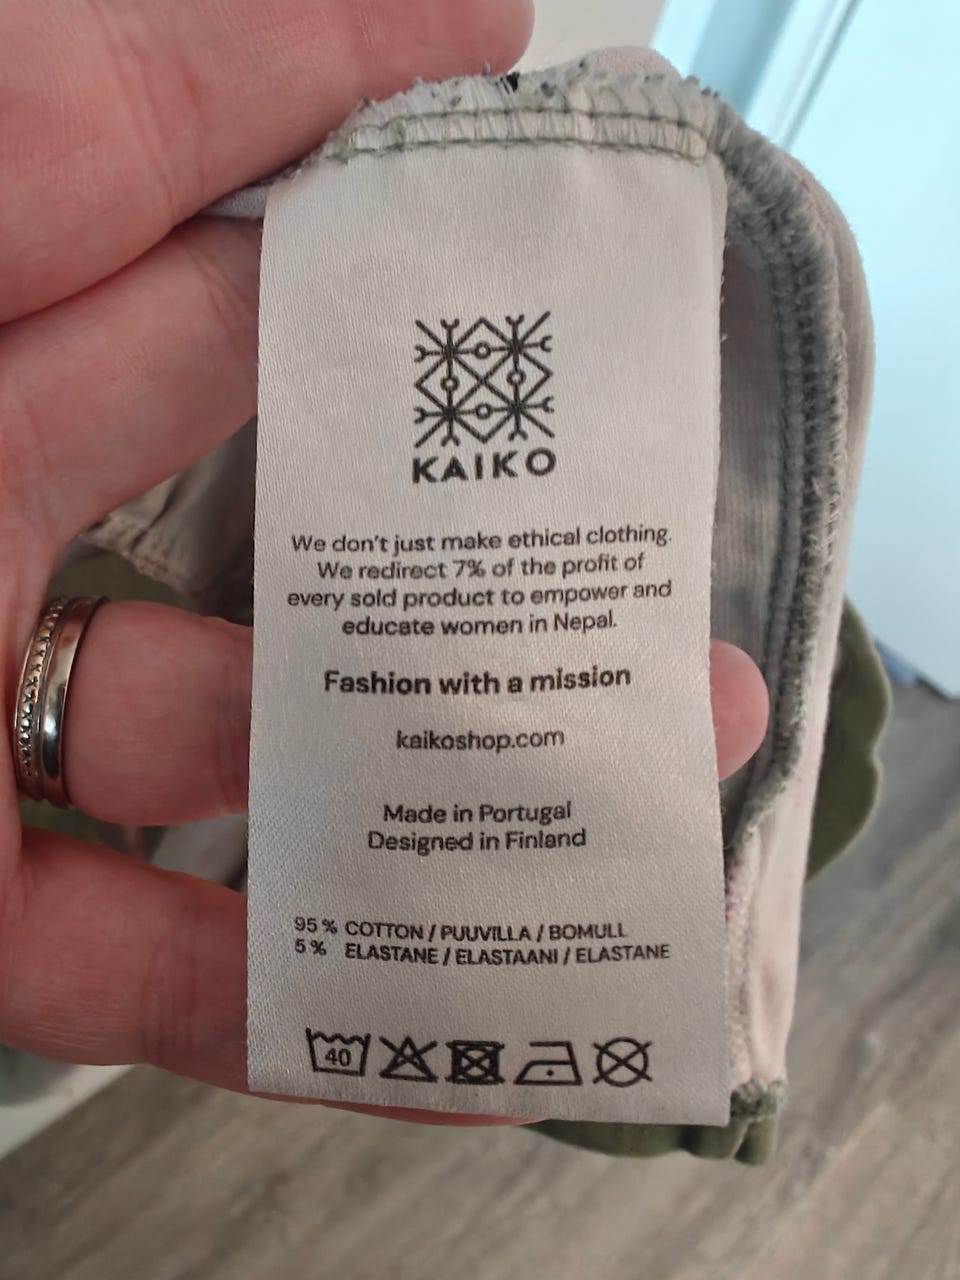 KAIKO
We don't just make ethical clothing.
We redirect 7% of the profit of
every sold product to empower and
educate women in Nepal.
Fashion with a mission
kaikoshop.com
Made in Portugal
Designed in Finland
95 % COTTON / PUUVILLA / BOMULL
5 % ELASTANE / ELASTAANI / ELASTANE
40